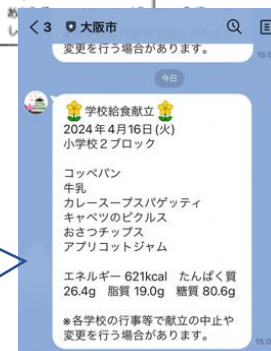 < 3 大阪市
変更を行う場合があります。
今日
学校給食献立
2024年4月16日(火)
小学校2ブロック
コッペパン
牛乳
カレースープスパゲッティ
キャベツのピクルス
おさつチップス
アプリコットジャム
エネルギー 621kcal たんぱく質
26.4g 脂質 19.0g 糖質 80.6g
※各学校の行事等で献立の中止や
変更を行う場合があります。